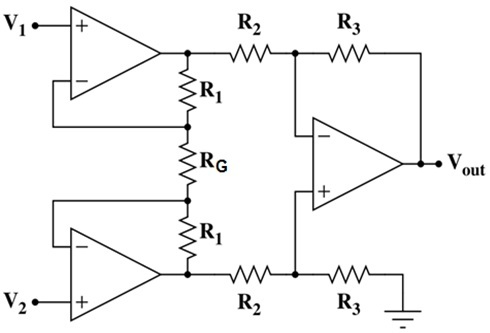 V1 + R2 R3
− R1
−
RG Vout
+
− R1
V2 + R2 R3